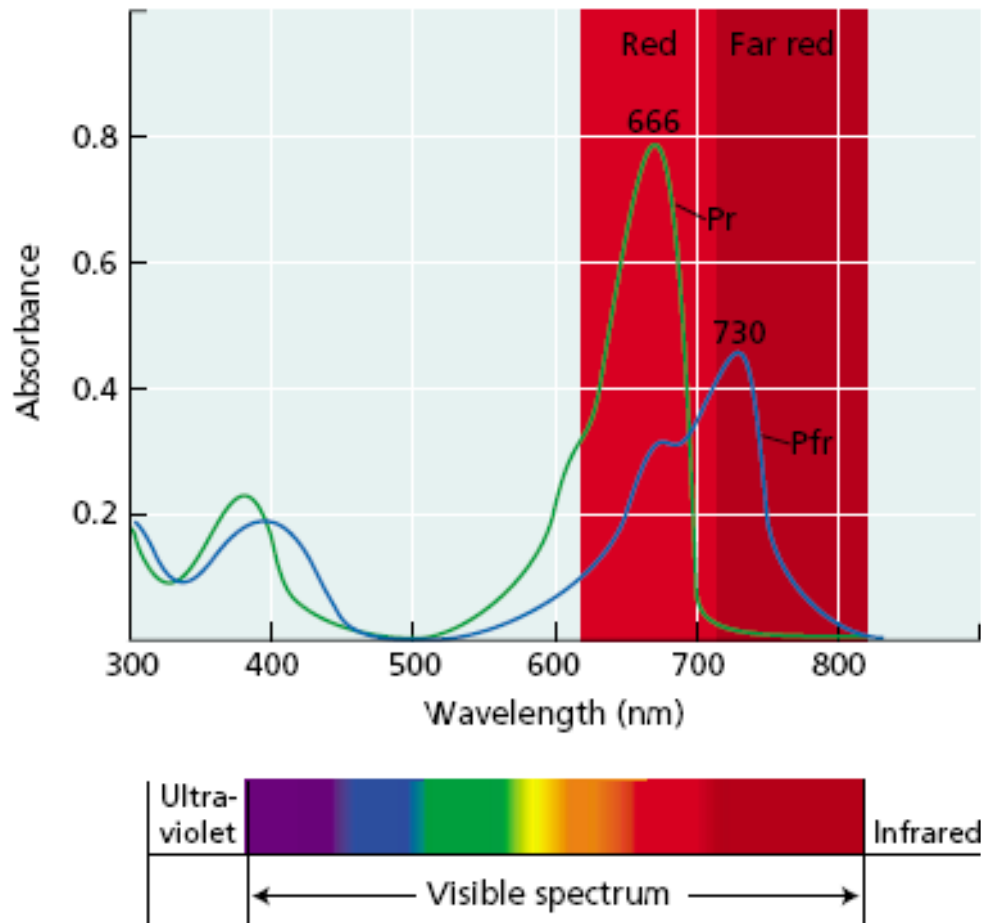 Red Far red
666
0.8
Pr
0.6
730
0.4
Pfr
0.2
Absorbance
300 400 500 600 700 800
Wavelength (nm)
Ultra-
violet
Infrared
Visible spectrum